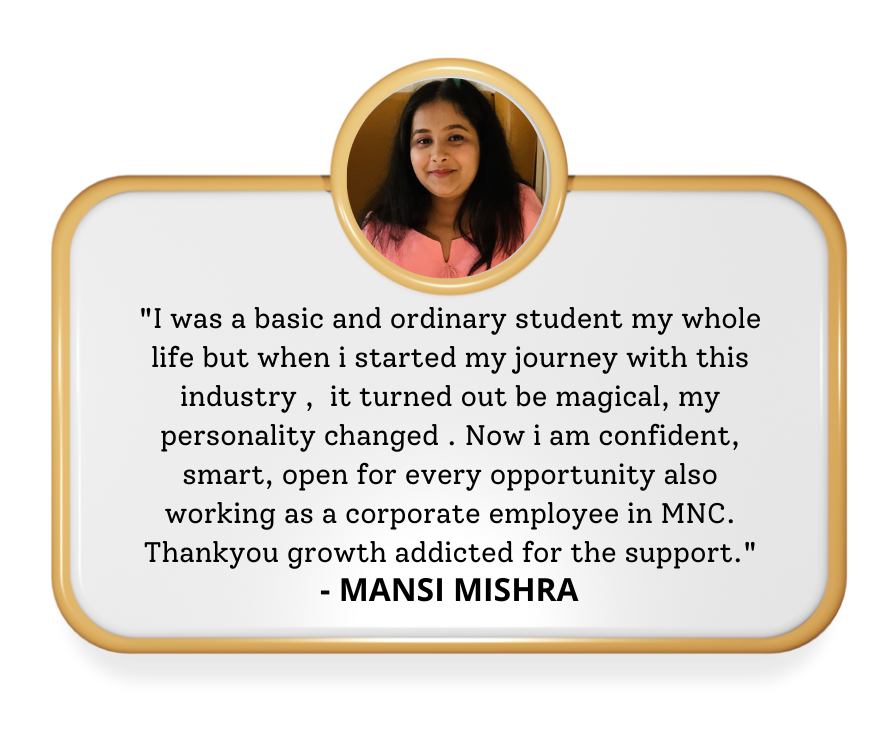 "I was a basic and ordinary student my whole
life but when i started my journey with this
industry ,  it turned out be magical, my
personality changed . Now i am confident,
smart, open for every opportunity also
working as a corporate employee in MNC.
Thankyou growth addicted for the support."
- MANSI MISHRA